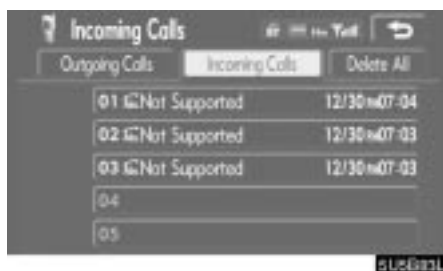 Incoming Calls
Outgoing Calls Incoming Calls Delete All
01 Not Supported 12/30 07:04
02 Not Supported 12/30 07:03
03 Not Supported 12/30 07:03
04
05